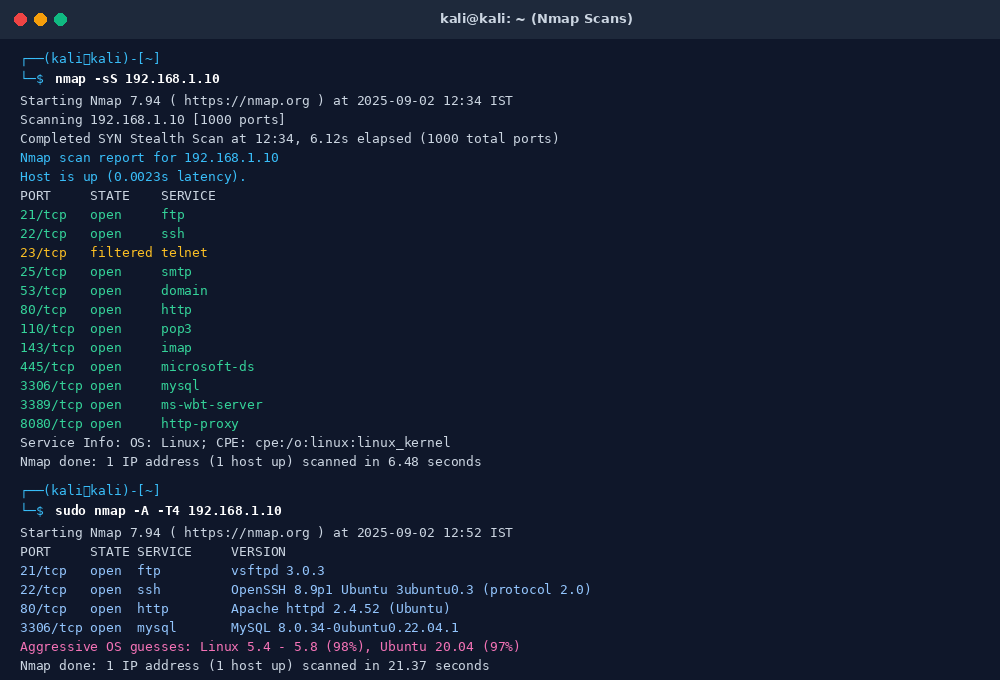 kali@kali: ~ (Nmap Scans)
┌──(kali▯kali)-[~]
└─$ nmap -sS 192.168.1.10
Starting Nmap 7.94 ( https://nmap.org ) at 2025-09-02 12:34 IST
Scanning 192.168.1.10 [1000 ports]
Completed SYN Stealth Scan at 12:34, 6.12s elapsed (1000 total ports)
Nmap scan report for 192.168.1.10
Host is up (0.0023s latency).
PORT     STATE    SERVICE
21/tcp   open     ftp
22/tcp   open     ssh
23/tcp   filtered telnet
25/tcp   open     smtp
53/tcp   open     domain
80/tcp   open     http
110/tcp  open     pop3
143/tcp  open     imap
445/tcp  open     microsoft-ds
3306/tcp open     mysql
3389/tcp open     ms-wbt-server
8080/tcp open     http-proxy
Service Info: OS: Linux; CPE: cpe:/o:linux:linux_kernel
Nmap done: 1 IP address (1 host up) scanned in 6.48 seconds
┌──(kali▯kali)-[~]
└─$ sudo nmap -A -T4 192.168.1.10
Starting Nmap 7.94 ( https://nmap.org ) at 2025-09-02 12:52 IST
PORT     STATE SERVICE     VERSION
21/tcp   open  ftp         vsftpd 3.0.3
22/tcp   open  ssh         OpenSSH 8.9p1 Ubuntu 3ubuntu0.3 (protocol 2.0)
80/tcp   open  http        Apache httpd 2.4.52 (Ubuntu)
3306/tcp open  mysql       MySQL 8.0.34-0ubuntu0.22.04.1
Aggressive OS guesses: Linux 5.4 - 5.8 (98%), Ubuntu 20.04 (97%)
Nmap done: 1 IP address (1 host up) scanned in 21.37 seconds